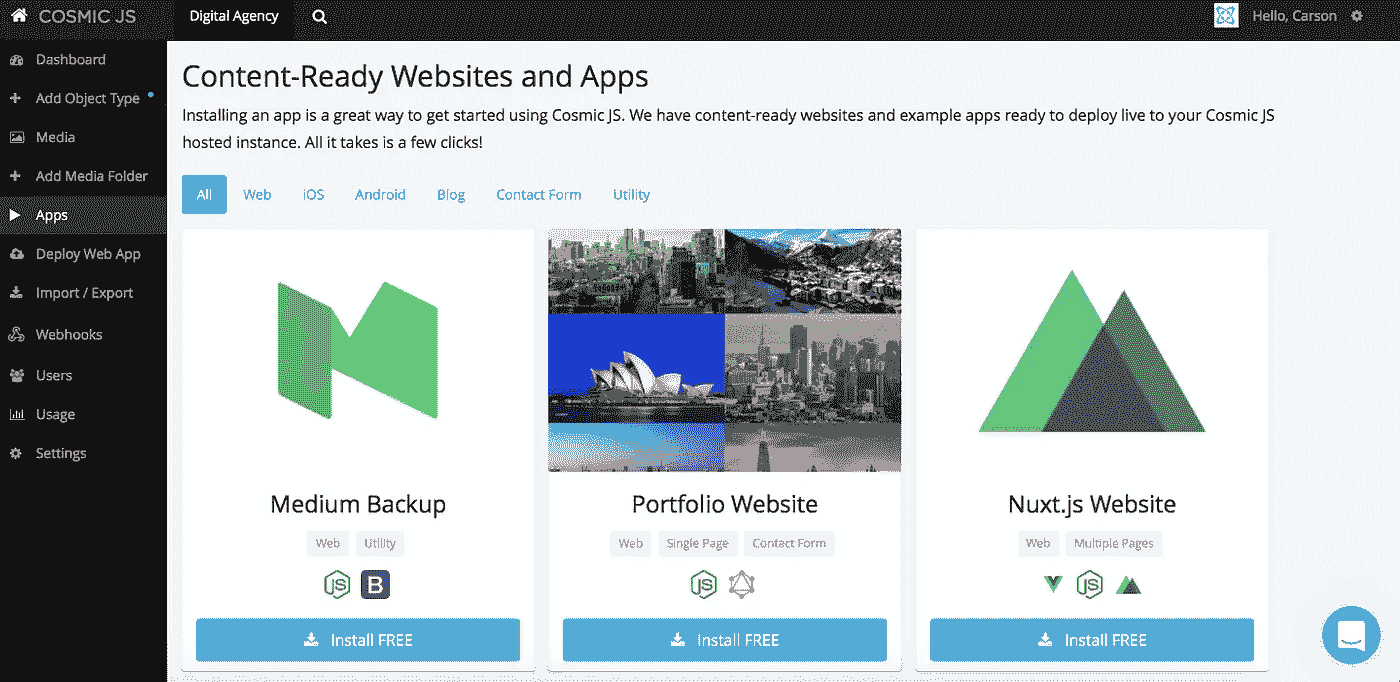 COSMIC JS
Digital Agency
Hello, Carson
Dashboard
Add Object Type
Media
Add Media Folder
Apps
Deploy Web App
Import / Export
Webhooks
Users
Usage
Settings
Content-Ready Websites and Apps
Installing an app is a great way to get started using Cosmic JS. We have content-ready websites and example apps ready to deploy live to your Cosmic JS
hosted instance. All it takes is a few clicks!
All Web iOS Android Blog Contact Form Utility
Medium Backup
Web Utility
JS B
Install FREE
Portfolio Website
Web Single Page Contact Form
JS
Install FREE
Nuxt.js Website
Web Multiple Pages
JS
Install FREE